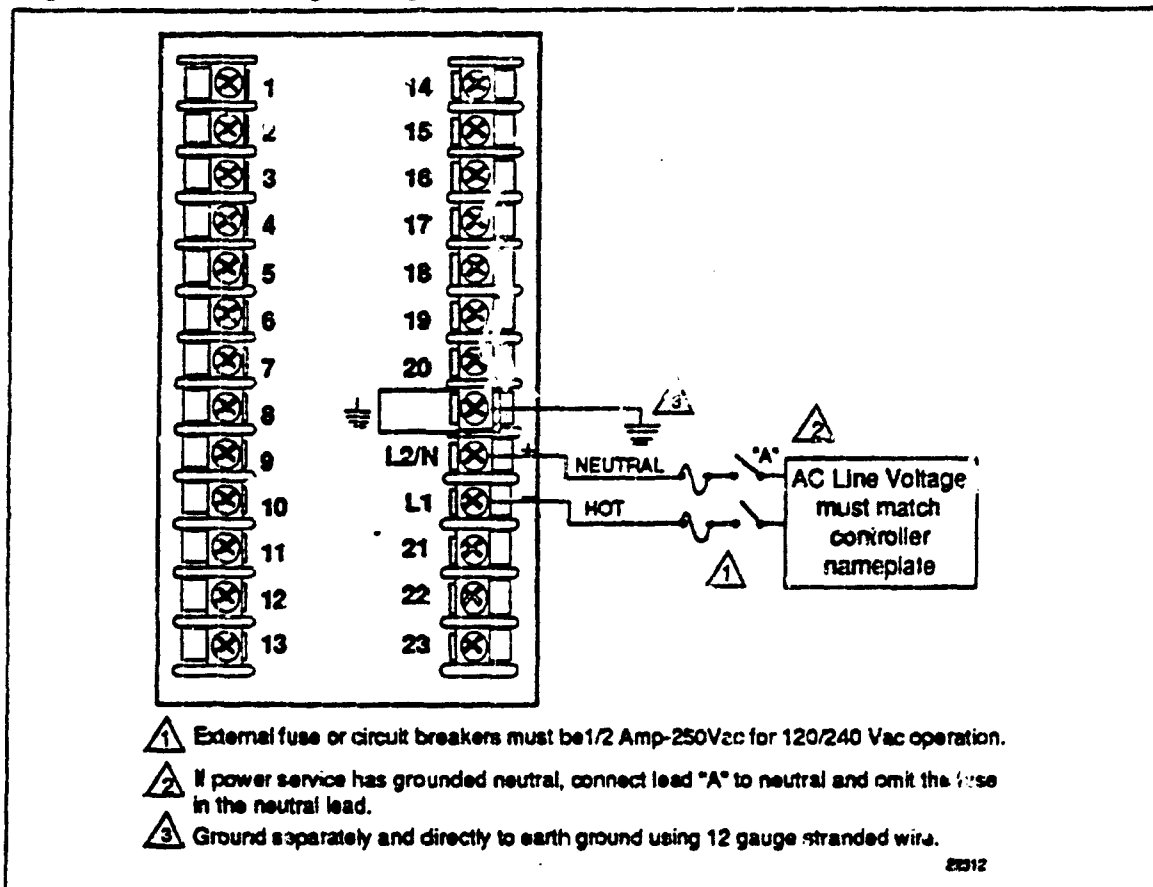 1 14
2 15
3 16
4 17
5 18
6 19
7 20
8 3
9 L2/N + NEUTRAL "A" 2
10 L1 – HOT
AC Line Voltage
must match
controller
nameplate
1
11 21
12 22
13 23
1 External fuse or circuit breakers must be1/2 Amp-250Vac for 120/240 Vac operation.
2 If power service has grounded neutral, connect lead "A" to neutral and omit the fuse
in the neutral lead.
3 Ground separately and directly to earth ground using 12 gauge stranded wire.